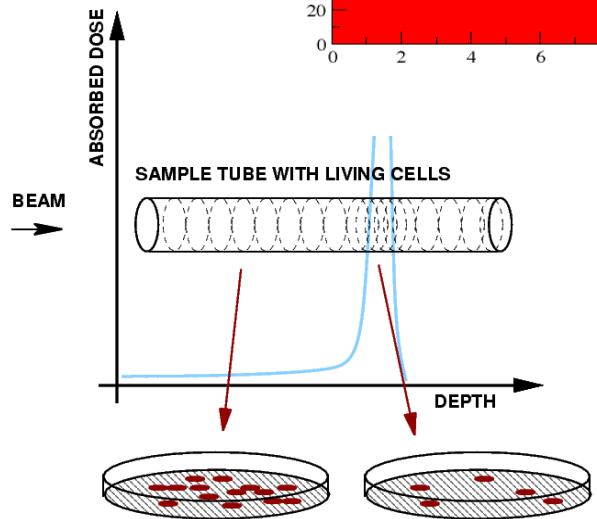 20
0
0 2 4 6
ABSORBED DOSE
SAMPLE TUBE WITH LIVING CELLS
BEAM
DEPTH